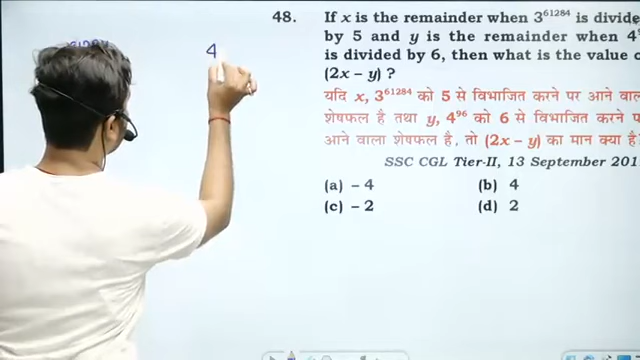 4
48. If x is the remainder when 3^61284 is divide
by 5 and y is the remainder when 4
is divided by 6, then what is the value
(2x – y) ?
यदि x, 3^61284 को 5 से विभाजित करने पर आने
शेषफल है तथा y, 4^96 को 6 से विभाजित करने
आने वाला शेषफल है, तो (2x – y) का मान क्या है
SSC CGL Tier-II, 13 September 201
(a) – 4 (b) 4
(c) – 2 (d) 2